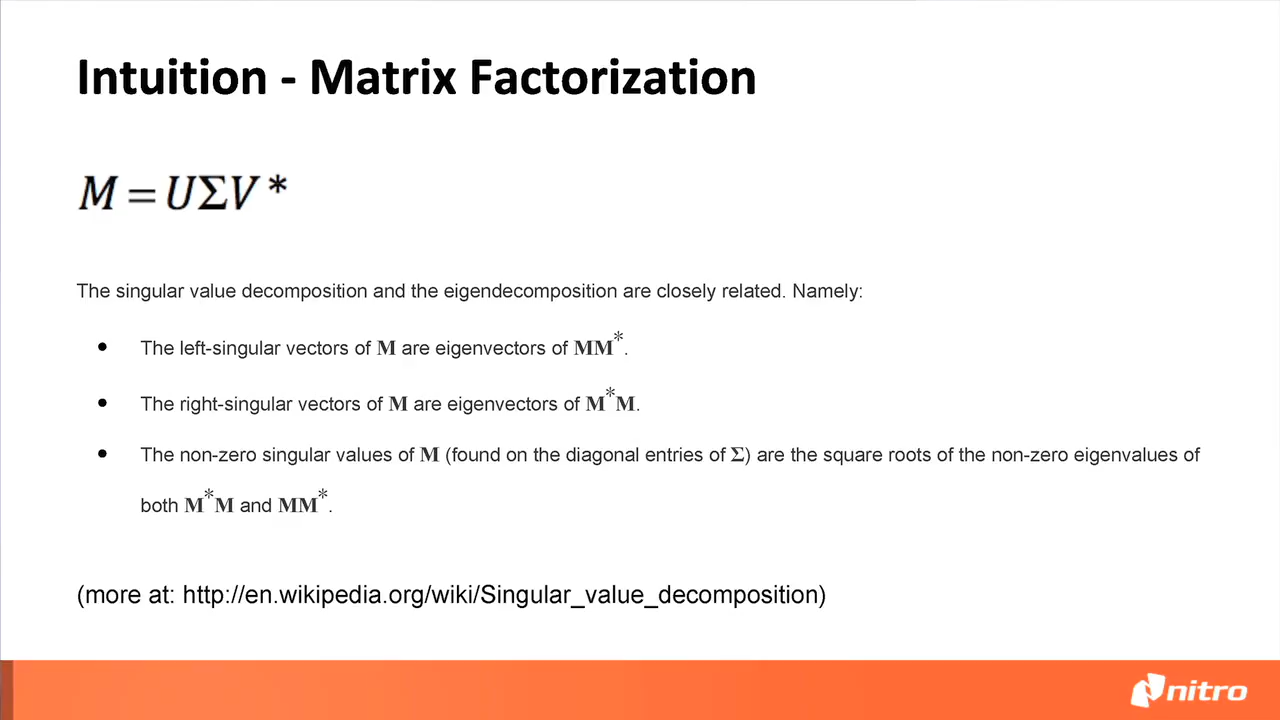 Intuition - Matrix Factorization
M = UΣV *
The singular value decomposition and the eigendecomposition are closely related. Namely:
• The left-singular vectors of M are eigenvectors of MM*.
• The right-singular vectors of M are eigenvectors of M*M.
• The non-zero singular values of M (found on the diagonal entries of Σ) are the square roots of the non-zero eigenvalues of
both M*M and MM*.
(more at: http://en.wikipedia.org/wiki/Singular_value_decomposition)
nitro